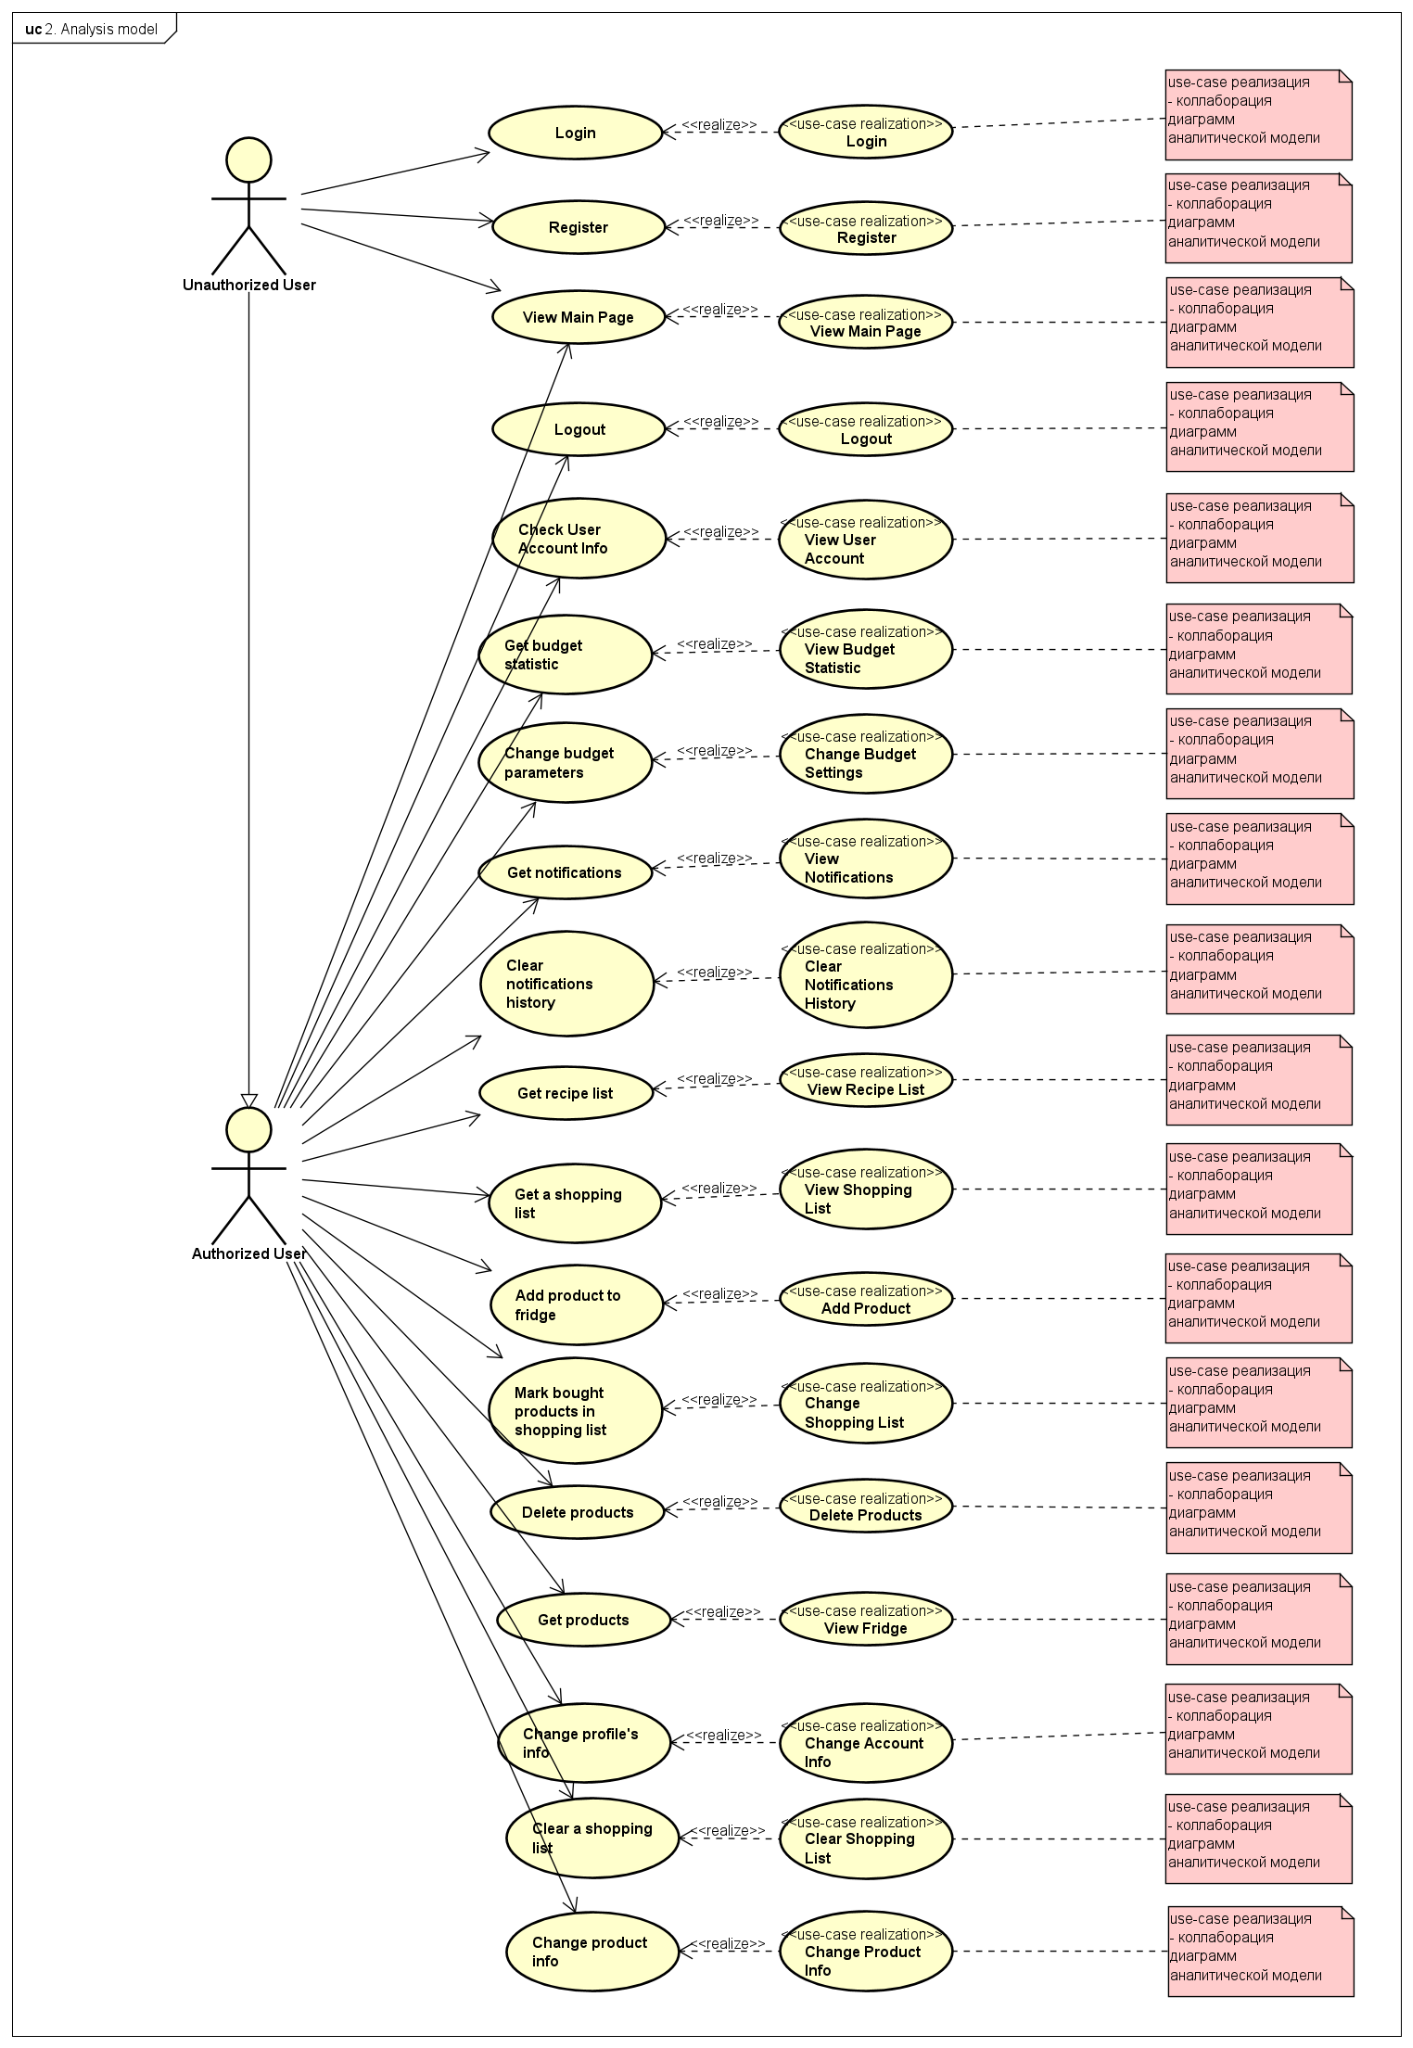 uc 2. Analysis model
Unauthorized User
Login
<<realize>>
<<use-case realization>>
Login
use-case реализация
- коллаборация
диаграмм
аналитической модели
Register
<<realize>>
<<use-case realization>>
Register
use-case реализация
- коллаборация
диаграмм
аналитической модели
View Main Page
<<realize>>
<<use-case realization>>
View Main Page
use-case реализация
- коллаборация
диаграмм
аналитической модели
Logout
<<realize>>
<<use-case realization>>
Logout
use-case реализация
- коллаборация
диаграмм
аналитической модели
Check User
Account Info
<<realize>>
<<use-case realization>>
View User
Account
use-case реализация
- коллаборация
диаграмм
аналитической модели
Get budget
statistic
<<realize>>
<<use-case realization>>
View Budget
Statistic
use-case реализация
- коллаборация
диаграмм
аналитической модели
Change budget
parameters
<<realize>>
<<use-case realization>>
Change Budget
Settings
use-case реализация
- коллаборация
диаграмм
аналитической модели
Get notifications
<<realize>>
<<use-case realization>>
View
Notifications
use-case реализация
- коллаборация
диаграмм
аналитической модели
Clear
notifications
history
<<realize>>
<<use-case realization>>
Clear
Notifications
History
use-case реализация
- коллаборация
диаграмм
аналитической модели
Get recipe list
<<realize>>
<<use-case realization>>
View Recipe List
use-case реализация
- коллаборация
диаграмм
аналитической модели
Authorized User
Get a shopping
list
<<realize>>
<<use-case realization>>
View Shopping
List
use-case реализация
- коллаборация
диаграмм
аналитической модели
Add product to
fridge
<<realize>>
<<use-case realization>>
Add Product
use-case реализация
- коллаборация
диаграмм
аналитической модели
Mark bought
products in
shopping list
<<realize>>
<<use-case realization>>
Change
Shopping List
use-case реализация
- коллаборация
диаграмм
аналитической модели
Delete products
<<realize>>
<<use-case realization>>
Delete Products
use-case реализация
- коллаборация
диаграмм
аналитической модели
Get products
<<realize>>
<<use-case realization>>
View Fridge
use-case реализация
- коллаборация
диаграмм
аналитической модели
Change profile's
info
<<realize>>
<<use-case realization>>
Change Account
Info
use-case реализация
- коллаборация
диаграмм
аналитической модели
Clear a shopping
list
<<realize>>
<<use-case realization>>
Clear Shopping
List
use-case реализация
- коллаборация
диаграмм
аналитической модели
Change product
info
<<realize>>
<<use-case realization>>
Change Product
Info
use-case реализация
- коллаборация
диаграмм
аналитической модели